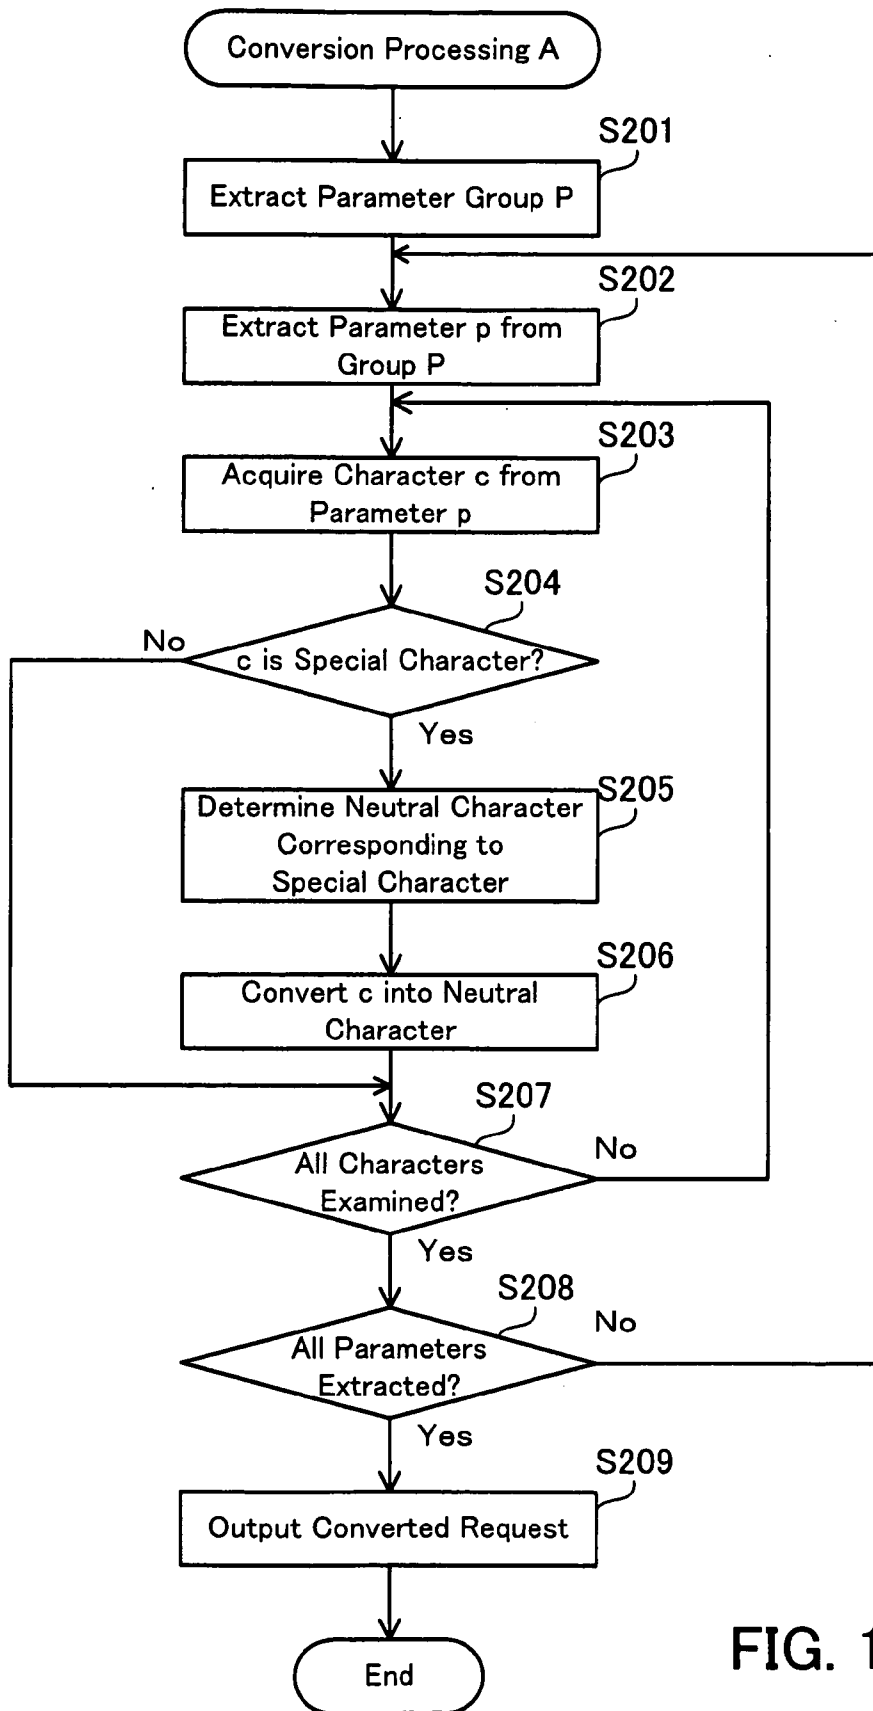 Conversion Processing A
S201
Extract Parameter Group P
S202
Extract Parameter p from
Group P
S203
Acquire Character c from
Parameter p
S204
No
c is Special Character?
Yes
S205
Determine Neutral Character
Corresponding to
Special Character
S206
Convert c into Neutral
Character
S207
No
All Characters
Examined?
Yes
S208
No
All Parameters
Extracted?
Yes
S209
Output Converted Request
End
FIG. 1